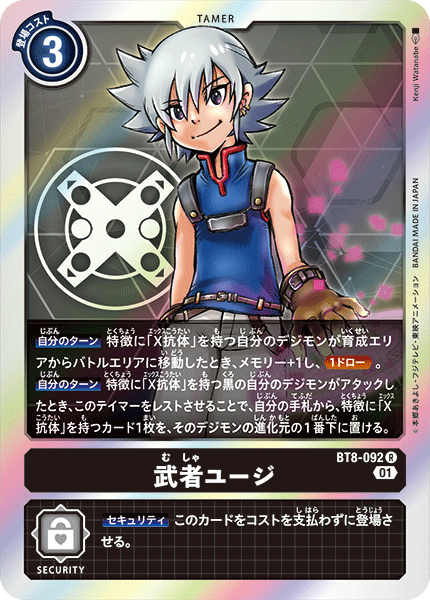 TAMER
登場コスト
3
Kenji Watanabe
BANDAI MADE IN JAPAN
©本郷あきよし・フジテレビ・東映アニメーション
自分のターン 特徴に「X抗体」を持つ自分のデジモンが育成エリ
アからバトルエリアに移動したとき、メモリー+1し、1ドロー。
自分のターン 特徴に「X抗体」を持つ黒のデジモンがアタックし
たとき、このテイマーをレストさせることで、自分の手札から、特徴に「X
抗体」を持つカード1枚を、そのデジモンの進化元の1番下に置ける。
BT8-092 R
むしゃ
武者ユージ
01
セキュリティ このカードをコストを支払わずに登場さ
せる。
SECURITY